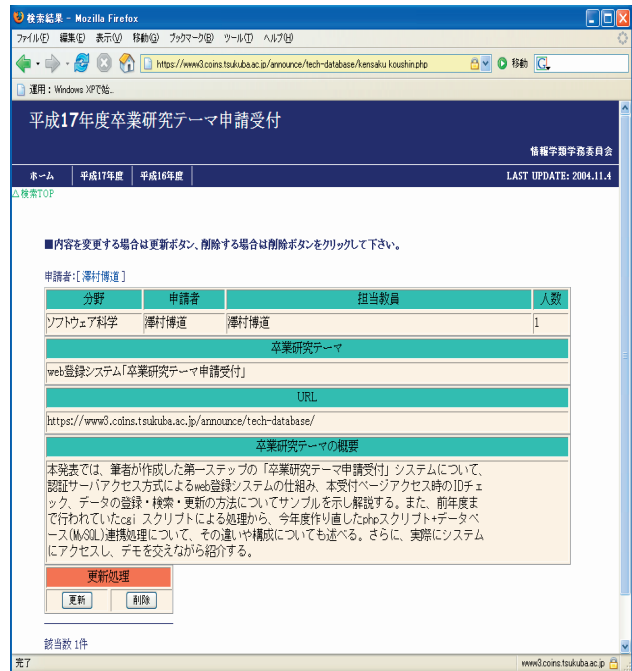 検索結果 - Mozilla Firefox
ファイル(F) 編集(E) 表示(V) 移動(G) ブックマーク(B) ツール(T) ヘルプ(H)
https://www3.coins.tsukuba.ac.jp/announce/tech-database/kensaku koushin.php 移動 G
運用：Windows XPで始...
平成17年度卒業研究テーマ申請受付
情報学類学務委員会
ホーム 平成17年度 平成16年度 LAST UPDATE: 2004.11.4
△検索TOP
■内容を変更する場合は更新ボタン、削除する場合は削除ボタンをクリックして下さい。
申請者:[澤村博道]
分野 申請者 担当教員 人数
ソフトウェア科学 澤村博道 澤村博道 1
卒業研究テーマ
web登録システム「卒業研究テーマ申請受付」
URL
https://www3.coins.tsukuba.ac.jp/announce/tech-database/
卒業研究テーマの概要
本発表では、筆者が作成した第一ステップの「卒業研究テーマ申請受付」システムについて、
認証サーバアクセス方式によるweb登録システムの仕組み、本受付ページアクセス時のIDチェ
ック、データの登録・検索・更新の方法についてサンプルを示し解説する。また、前年度ま
で行われていたcgi スクリプトによる処理から、今年度作り直したphpスクリプト+データベ
ース(MySQL)連携処理について、その違いや構成についても述べる。さらに、実際にシステム
にアクセスし、デモを交えながら紹介する。
更新処理
更新 削除
該当数 1件
完了 www3.coins.tsukuba.ac.jp